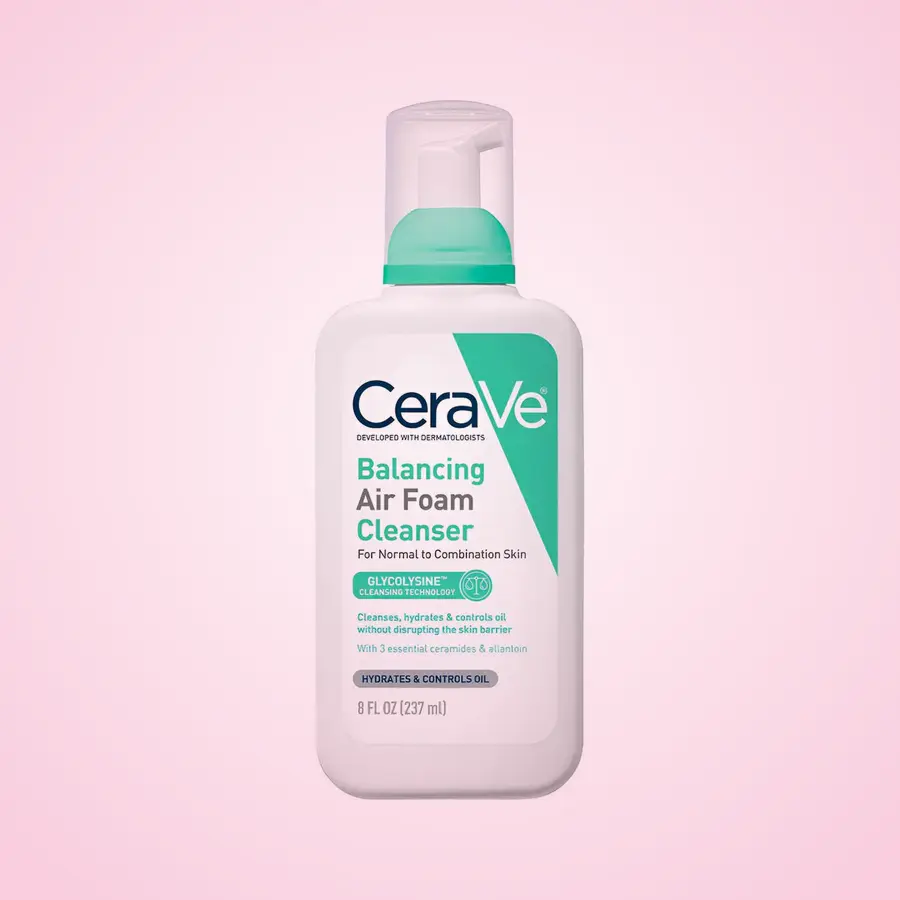 CeraVe®
DEVELOPED WITH DERMATOLOGISTS
Balancing
Air Foam
Cleanser
For Normal to Combination Skin
GLYCOLYSINE™
CLEANSING TECHNOLOGY
Cleanses, hydrates & controls oil
without disrupting the skin barrier
With 3 essential ceramides & allantoin
HYDRATES & CONTROLS OIL
8 FL OZ (237 ml)